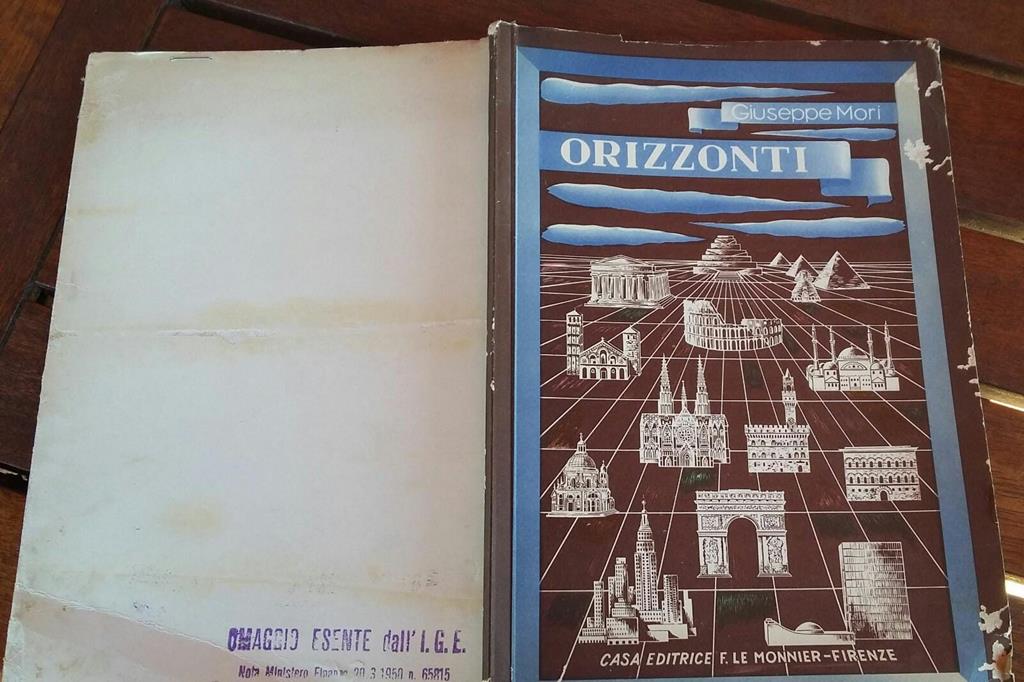 Giuseppe Mori
ORIZZONTI
CASA EDITRICE F. LE MONNIER-FIRENZE
OMAGGIO ESENTE dall' I.G.E.
Nota Ministero Finanze 20.3.1950 n. 65815